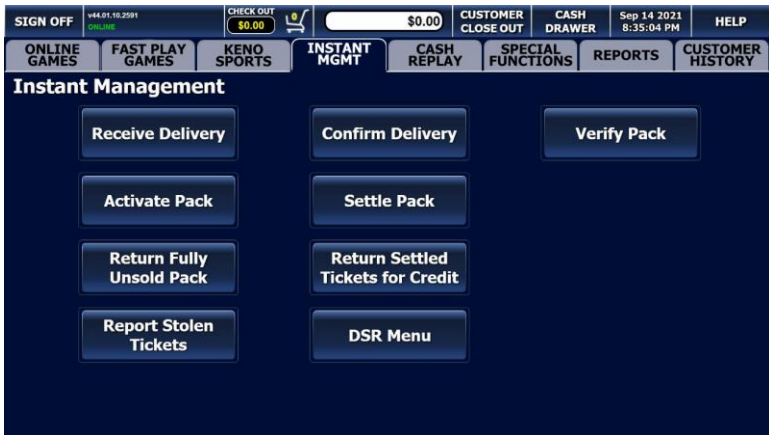 SIGN OFF
v44.01.10.2591
ONLINE
CHECK OUT
$0.00
0
$0.00
CUSTOMER
CLOSE OUT
CASH
DRAWER
Sep 14 2021
8:35:04 PM
HELP
ONLINE
GAMES
FAST PLAY
GAMES
KENO
SPORTS
INSTANT
MGMT
CASH
REPLAY
SPECIAL
FUNCTIONS
REPORTS
CUSTOMER
HISTORY
Instant Management
Receive Delivery
Confirm Delivery
Verify Pack
Activate Pack
Settle Pack
Return Fully
Unsold Pack
Return Settled
Tickets for Credit
Report Stolen
Tickets
DSR Menu